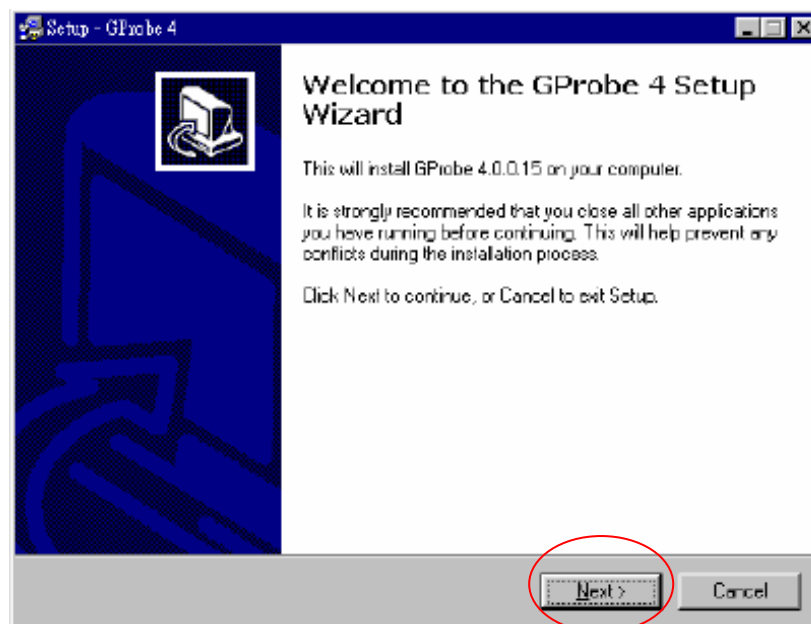 Setup - GProbe 4
Welcome to the GProbe 4 Setup
Wizard
This will install GProbe 4.0.0.15 on your computer.
It is strongly recommended that you close all other applications
you have running before continuing. This will help prevent any
conflicts during the installation process.
Click Next to continue, or Cancel to exit Setup.
Next >
Cancel